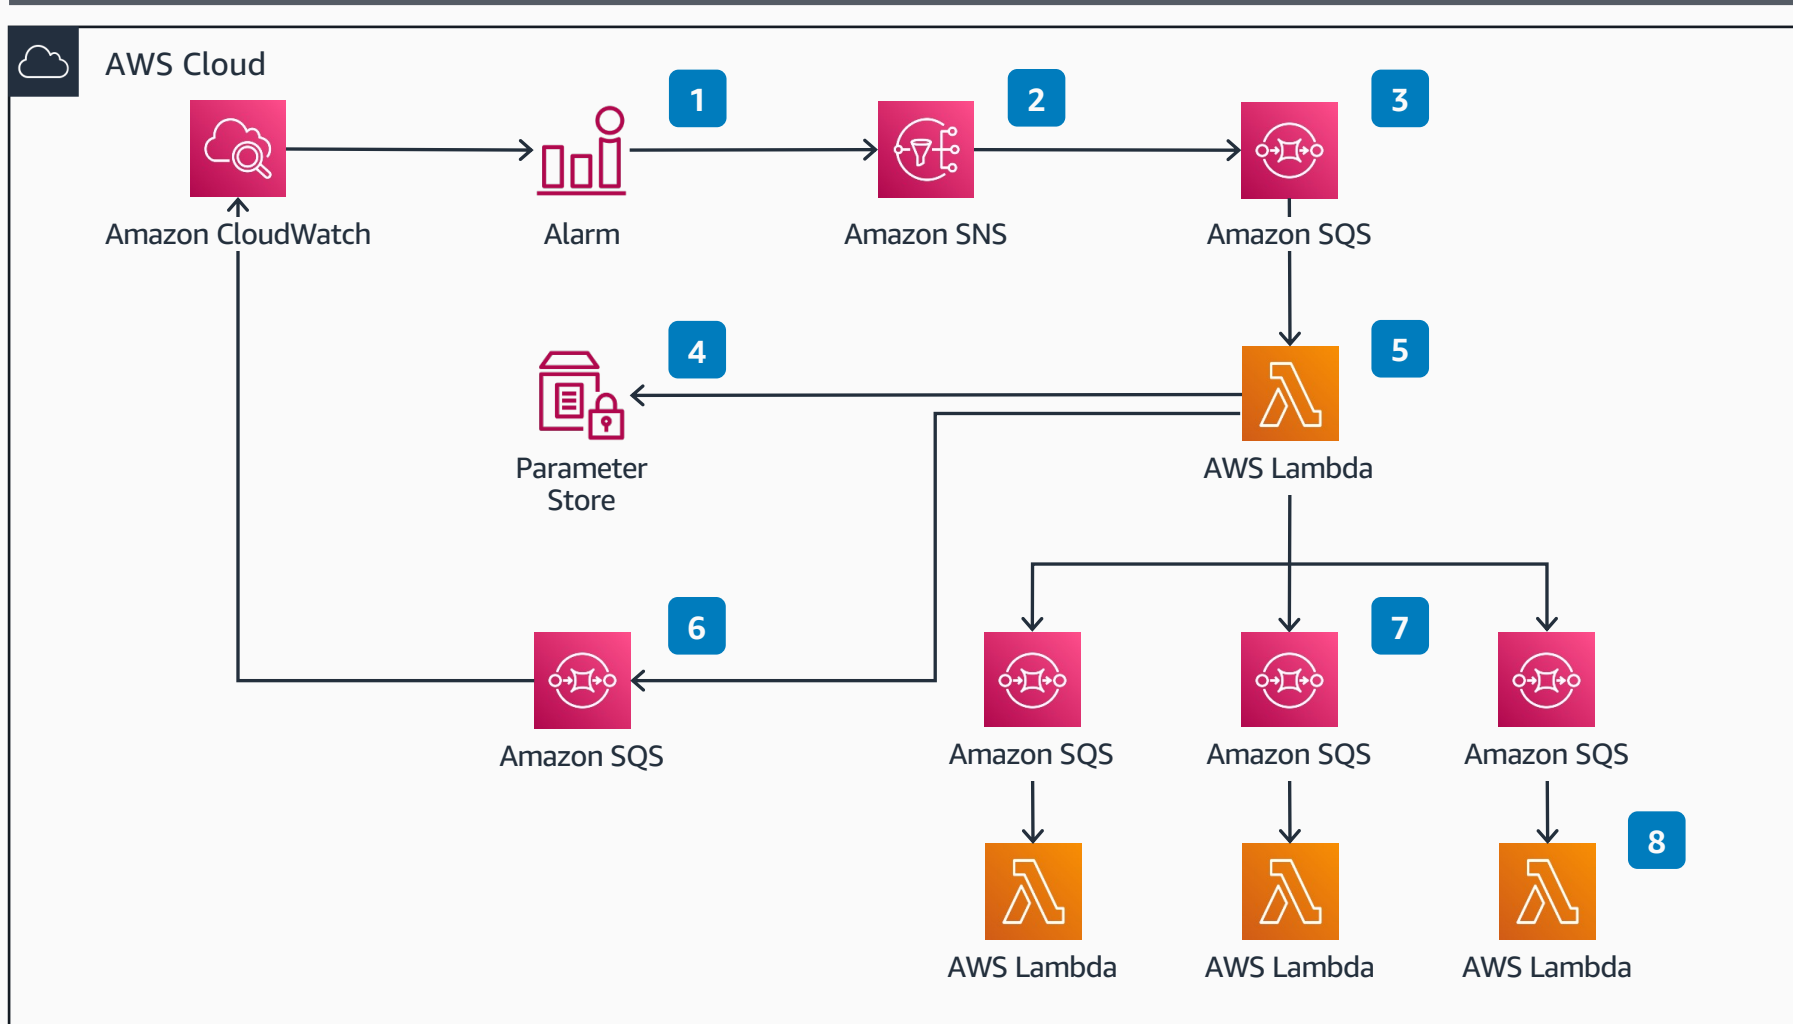 AWS Cloud
1
2
3
Amazon CloudWatch
Alarm
Amazon SNS
Amazon SQS
4
5
Parameter
Store
AWS Lambda
6
7
Amazon SQS
Amazon SQS
Amazon SQS
Amazon SQS
8
AWS Lambda
AWS Lambda
AWS Lambda